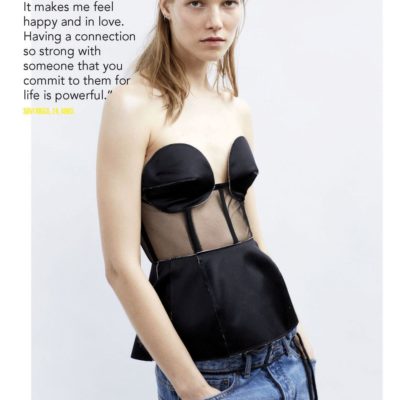 It makes me feel
happy and in love.
Having a connection
so strong with
someone that you
commit to them for
life is powerful.”